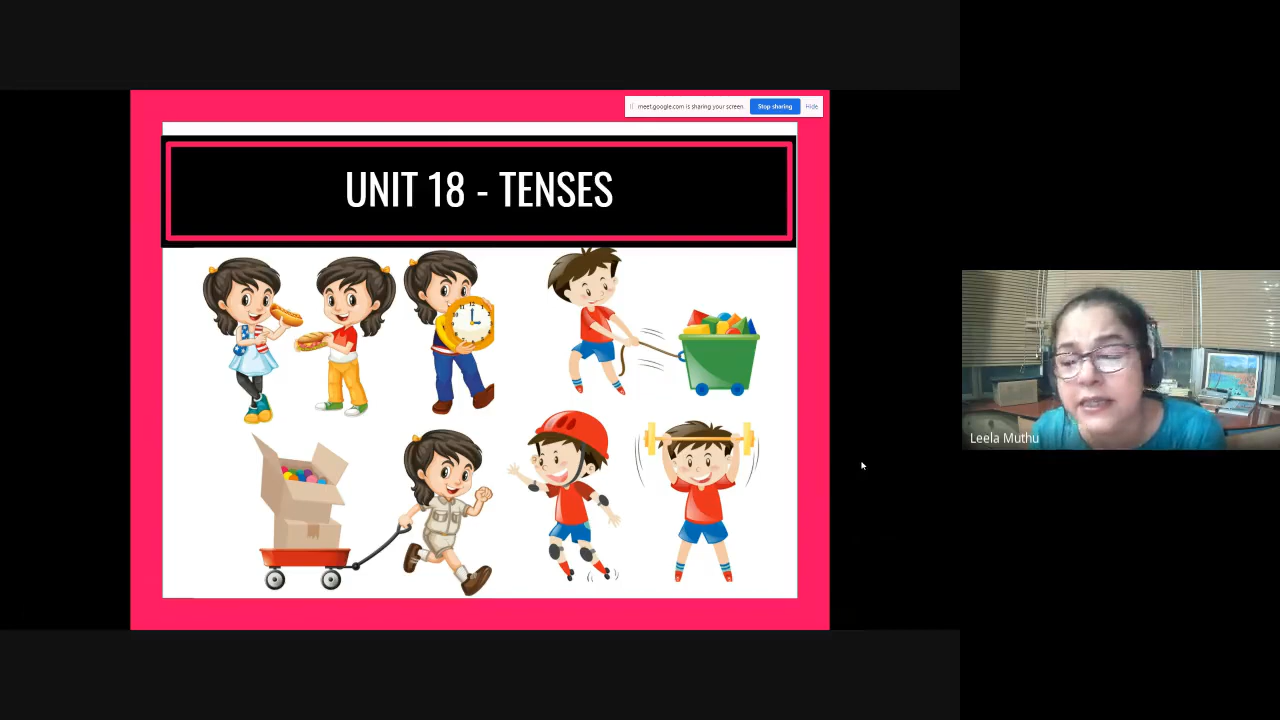 meet.google.com is sharing your screen.
Stop sharing
Hide
UNIT 18 - TENSES
Leela Muthu